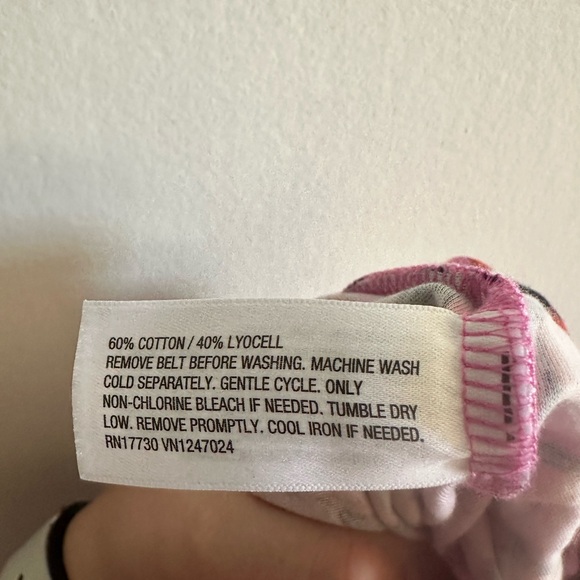 60% COTTON / 40% LYOCELL
REMOVE BELT BEFORE WASHING. MACHINE WASH
COLD SEPARATELY. GENTLE CYCLE. ONLY
NON-CHLORINE BLEACH IF NEEDED. TUMBLE DRY
LOW. REMOVE PROMPTLY. COOL IRON IF NEEDED.
RN17730 VN1247024